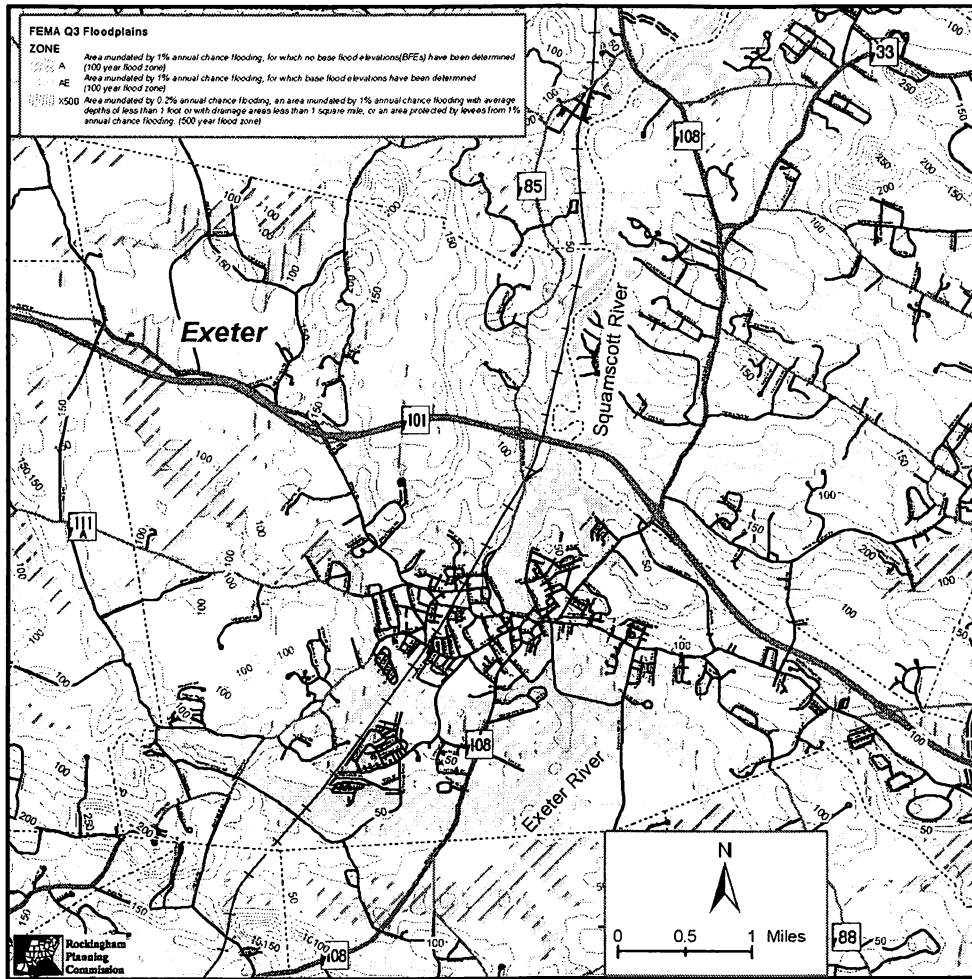 FEMA Q3 Floodplains
ZONE
A Area inundated by 1% annual chance flooding, for which no base flood elevations(BFEs) have been determined
(100 year flood zone)
AE Area inundated by 1% annual chance flooding, for which base flood elevations have been determined
(100 year flood zone)
X500 Area inundated by 0.2% annual chance flooding, an area inundated by 1% annual chance flooding with average
depths of less than 1 foot or with drainage areas less than 1 square mile, or an area protected by levees from 1%
annual chance flooding. (500 year flood zone)
33
108
85
Exeter
Squamscott River
101
111
A
108
Exeter River
N
0 0.5 1 Miles
Rockingham
Planning
Commission
108
88
50
100
150
200
250